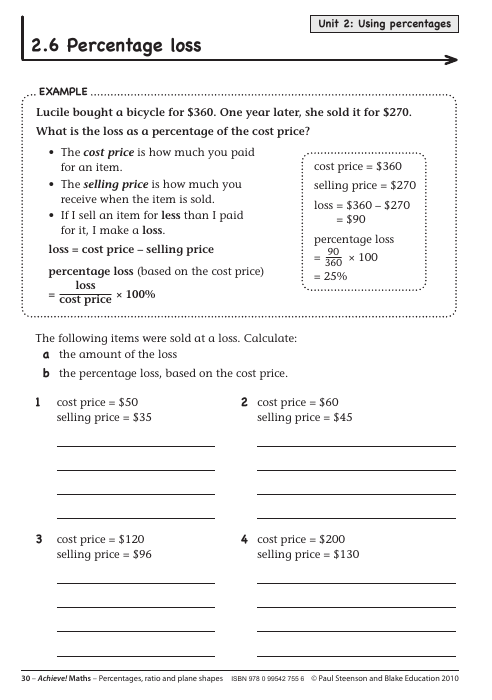 Unit 2: Using percentages
2.6 Percentage loss
EXAMPLE
Lucile bought a bicycle for $360. One year later, she sold it for $270.
What is the loss as a percentage of the cost price?
• The cost price is how much you paid
for an item.
• The selling price is how much you
receive when the item is sold.
• If I sell an item for less than I paid
for it, I make a loss.
loss = cost price – selling price
percentage loss (based on the cost price)
= loss / cost price × 100%
cost price = $360
selling price = $270
loss = $360 – $270
= $90
percentage loss
= 90 / 360 × 100
= 25%
The following items were sold at a loss. Calculate:
a the amount of the loss
b the percentage loss, based on the cost price.
1 cost price = $50
selling price = $35
2 cost price = $60
selling price = $45
3 cost price = $120
selling price = $96
4 cost price = $200
selling price = $130
30 – Achieve! Maths – Percentages, ratio and plane shapes ISBN 978 0 99542 755 6 © Paul Steenson and Blake Education 2010